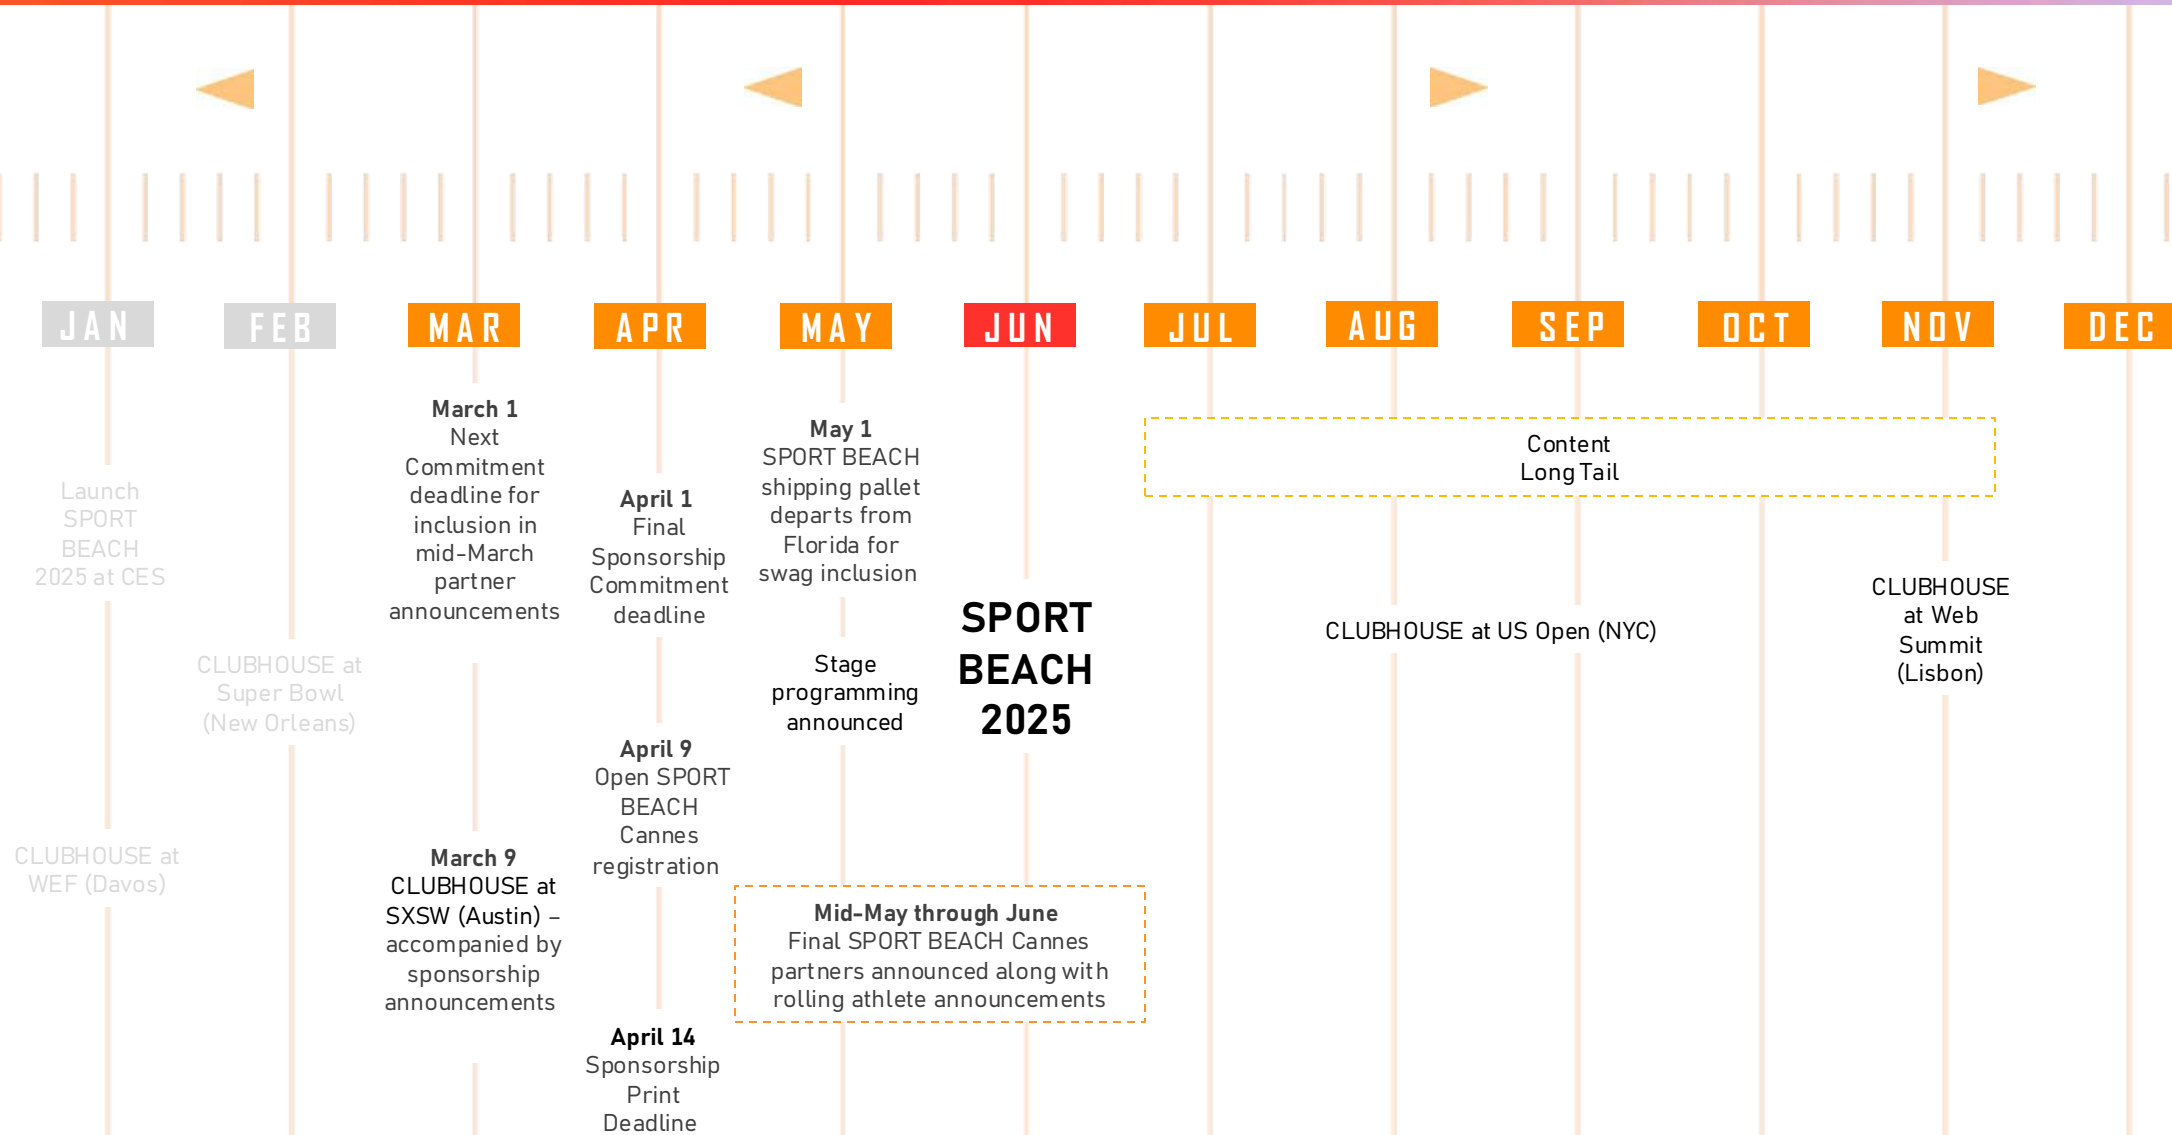 JAN
FEB
MAR
APR
MAY
JUN
JUL
AUG
SEP
OCT
NOV
DEC
Launch
SPORT
BEACH
2025 at CES
CLUBHOUSE at
WEF (Davos)
CLUBHOUSE at
Super Bowl
(New Orleans)
March 1
Next
Commitment
deadline for
inclusion in
mid-March
partner
announcements
March 9
CLUBHOUSE at
SXSW (Austin) –
accompanied by
sponsorship
announcements
April 1
Final
Sponsorship
Commitment
deadline
April 9
Open SPORT
BEACH
Cannes
registration
April 14
Sponsorship
Print
Deadline
May 1
SPORT BEACH
shipping pallet
departs from
Florida for
swag inclusion
Stage
programming
announced
Mid-May through June
Final SPORT BEACH Cannes
partners announced along with
rolling athlete announcements
SPORT
BEACH
2025
Content
Long Tail
CLUBHOUSE at US Open (NYC)
CLUBHOUSE
at Web
Summit
(Lisbon)